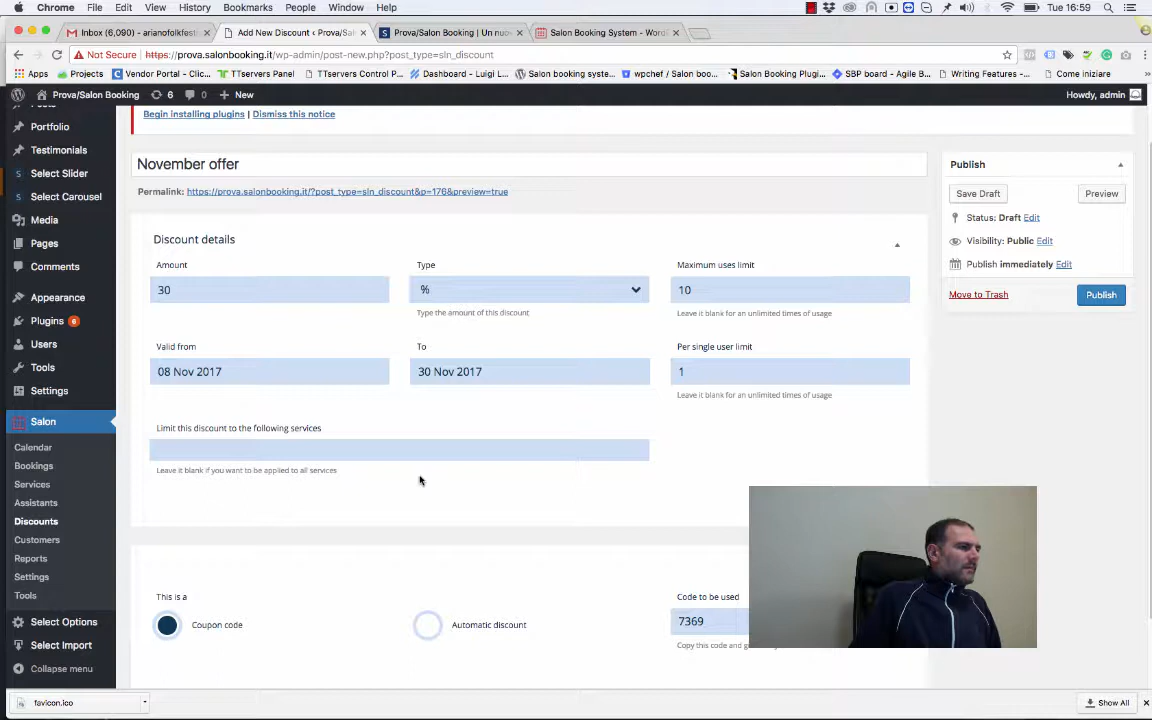 Chrome File Edit View History Bookmarks People Window Help Tue 16:59
Inbox (6,090) - arianofolkfest Add New Discount ‹ Prova/Sal Prova/Salon Booking | Un nuo Salon Booking System - Word
Not Secure https://prova.salonbooking.it/wp-admin/post-new.php?post_type=sln_discount
Apps Projects Vendor Portal - Clic... TTServers Panel TTServers Control P... Dashboard - Luigi L... Salon booking syste... wpchef / Salon boo... Salon Booking Plugi... SBP board - Agile B... Writing Features -... Come iniziare
Prova/Salon Booking 6 0 New Howdy, admin
Posts
Portfolio
Testimonials
Select Slider
Select Carousel
Media
Pages
Comments
Appearance
Plugins 6
Users
Tools
Settings
Salon
Calendar
Bookings
Services
Assistants
Discounts
Customers
Reports
Settings
Tools
Select Options
Select Import
Collapse menu
Begin installing plugins | Dismiss this notice
November offer
Permalink: https://prova.salonbooking.it/?post_type=sln_discount&p=176&preview=true
Discount details
Amount Type Maximum uses limit
30 % 10
Type the amount of this discount Leave it blank for an unlimited times of usage
Valid from To Per single user limit
08 Nov 2017 30 Nov 2017 1
Leave it blank for an unlimited times of usage
Limit this discount to the following services
Leave it blank if you want to be applied to all services
This is a Code to be used
Coupon code Automatic discount 7369
Copy this code and g
Publish
Save Draft Preview
Status: Draft Edit
Visibility: Public Edit
Publish immediately Edit
Move to Trash Publish
favicon.ico Show All